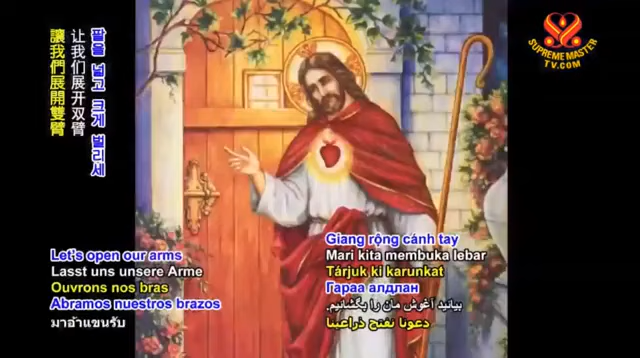 讓我們展開雙臂
让我们展开双臂
팔을 넓고 크게 벌리세
SUPREME MASTER
TV.COM
Let's open our arms
Lasst uns unsere Arme
Ouvrons nos bras
Abramos nuestros brazos
มาอ้าแขนรับ
Giang rộng cánh tay
Mari kita membuka lebar
Tárjuk ki karunkat
Гараа алдлан
بیائید آغوش مان را بگشائیم.
دعونا نفتح ذراعينا